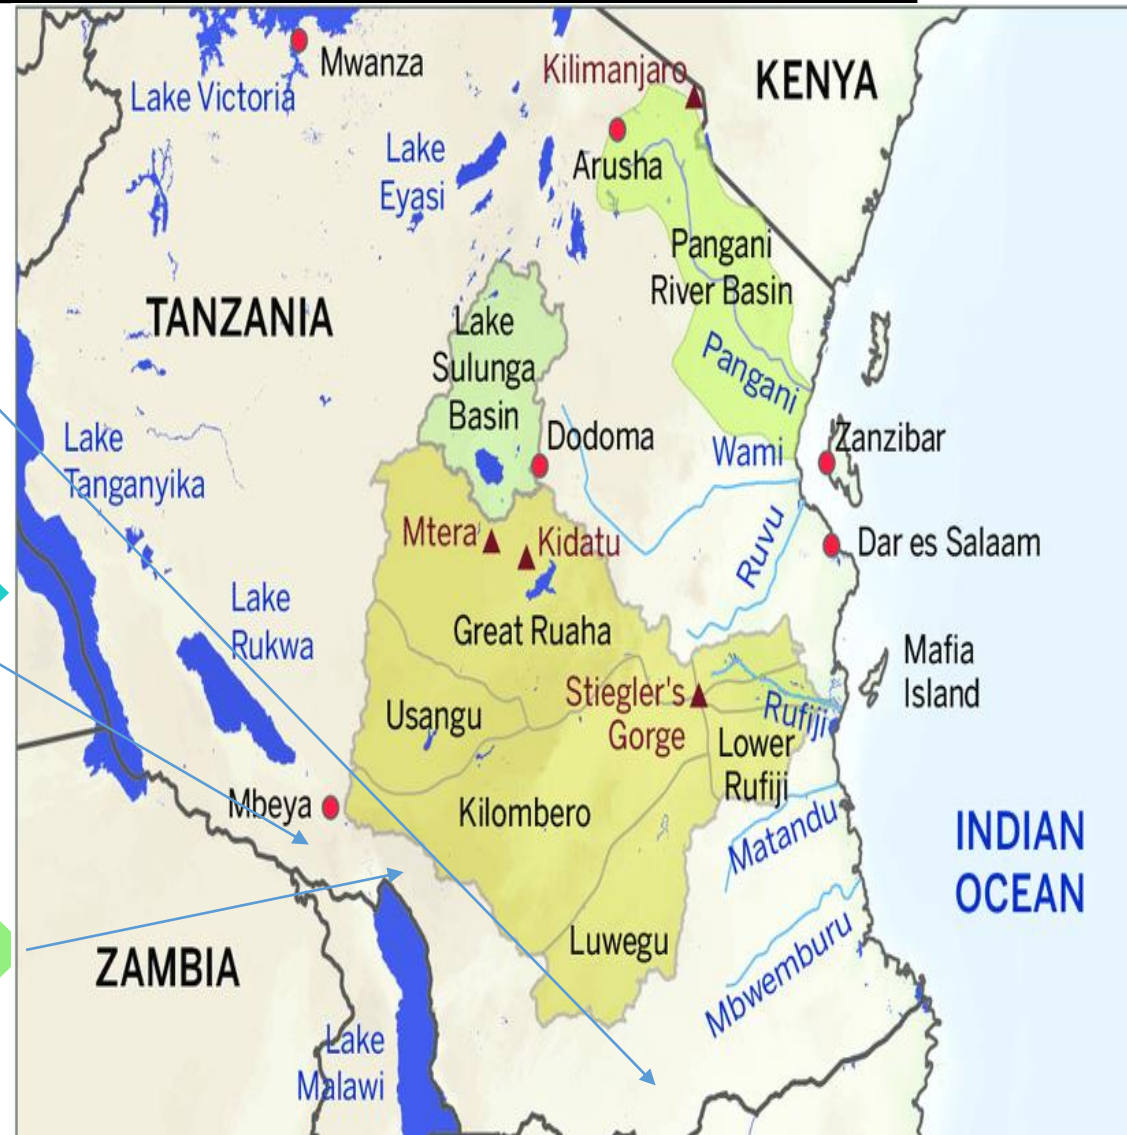 Mwanza
Kilimanjaro
KENYA
Lake Victoria
Lake
Eyasi
Arusha
Pangani
River Basin
TANZANIA
Lake
Sulunga
Basin
Pangani
Lake
Tanganyika
Dodoma
Wami
Zanzibar
Mtera
Kidatu
Ruvu
Dar es Salaam
Lake
Rukwa
Great Ruaha
Mafia
Island
Usangu
Stiegler's
Gorge
Rufiji
Lower
Rufiji
Mbeya
Kilombero
Matandu
INDIAN
OCEAN
ZAMBIA
Luwegu
Mbwemburu
Lake
Malawi